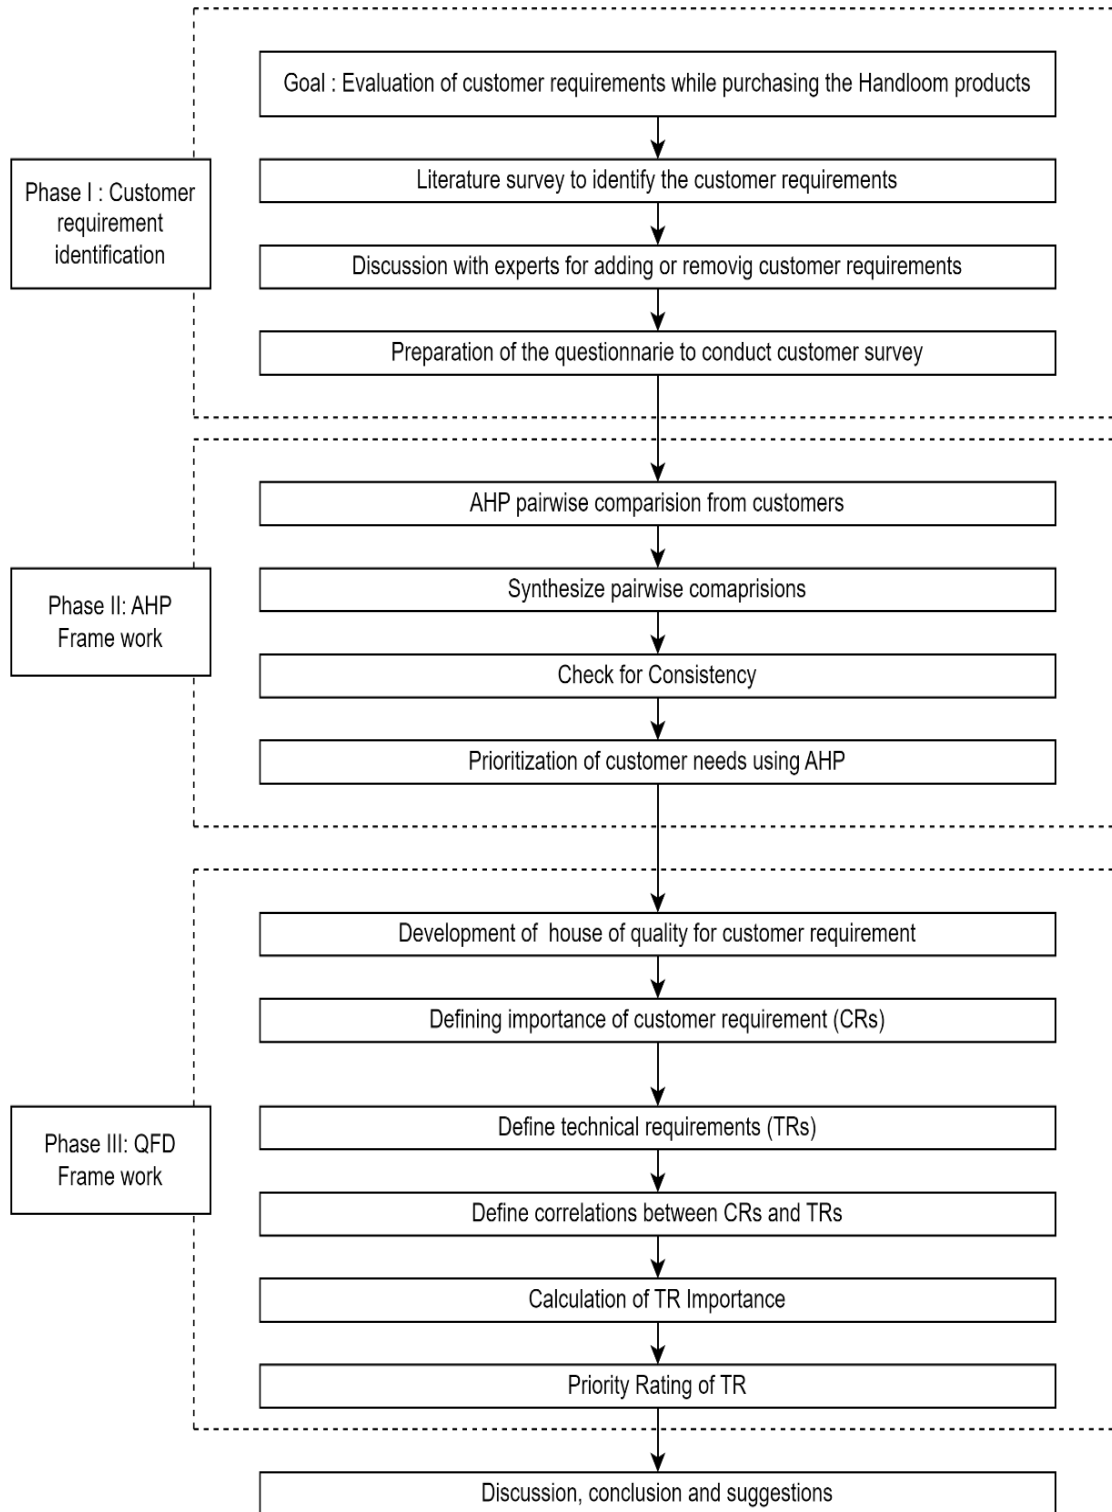 Goal : Evaluation of customer requirements while purchasing the Handloom products
Literature survey to identify the customer requirements
Phase I : Customer
requirement
identification
Discussion with experts for adding or removig customer requirements
Preparation of the questionnarie to conduct customer survey
AHP pairwise comparision from customers
Synthesize pairwise comaprisions
Phase II: AHP
Frame work
Check for Consistency
Prioritization of customer needs using AHP
Development of house of quality for customer requirement
Defining importance of customer requirement (CRs)
Define technical requirements (TRs)
Phase III: QFD
Frame work
Define correlations between CRs and TRs
Calculation of TR Importance
Priority Rating of TR
Discussion, conclusion and suggestions